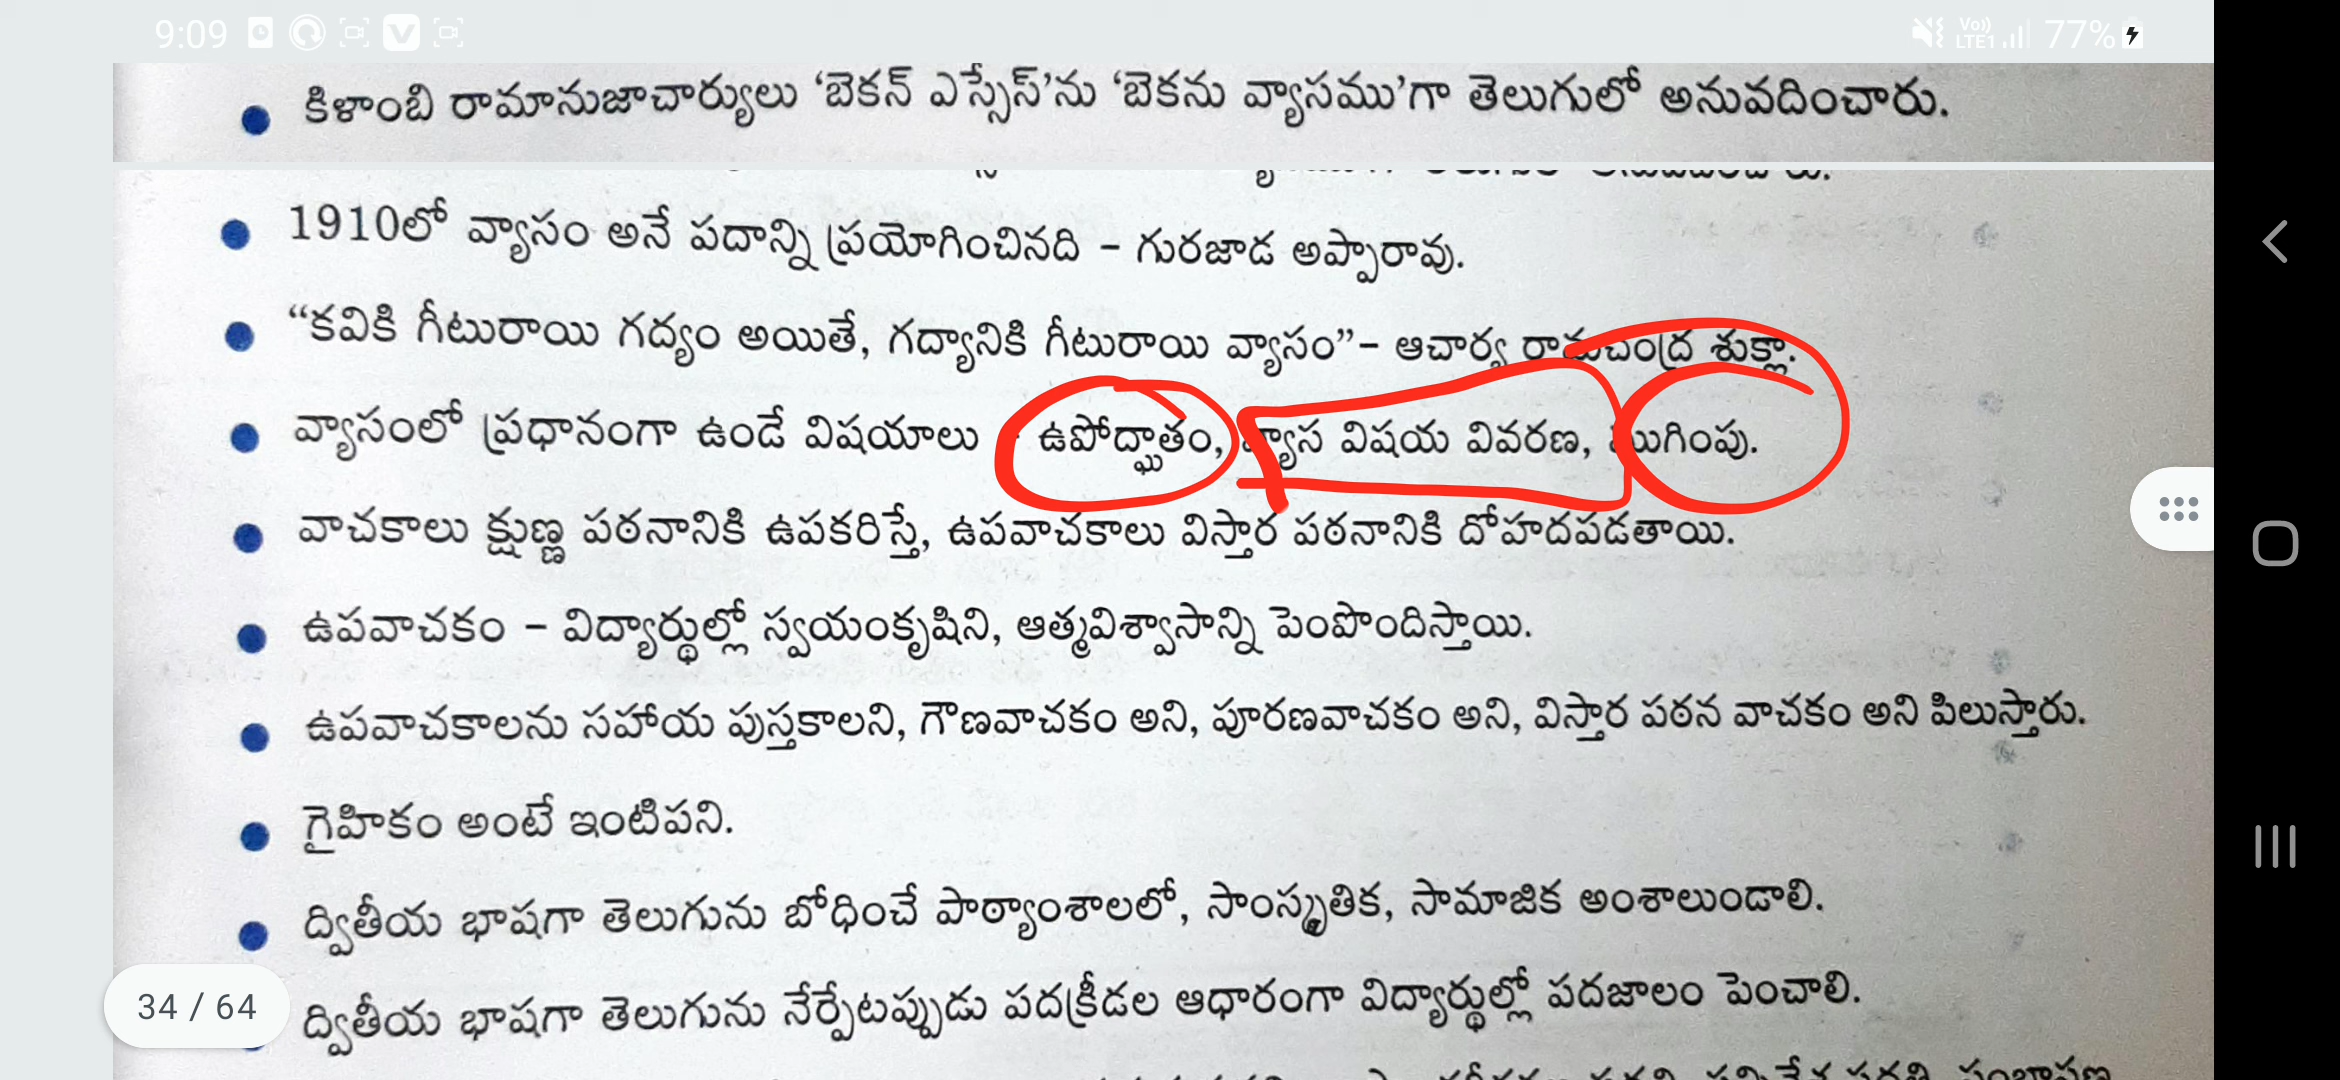 9:09
Vo)) LTE1 77%
కిళాంబి రామానుజాచార్యులు ‘బెకన్ ఎస్సేస్’ను ‘బెకను వ్యాసము’గా తెలుగులో అనువదించారు.
1910లో వ్యాసం అనే పదాన్ని ప్రయోగించినది – గురజాడ అప్పారావు.
“కవికి గీటురాయి గద్యం అయితే, గద్యానికి గీటురాయి వ్యాసం”– ఆచార్య రామచంద్ర శుక్లా.
వ్యాసంలో ప్రధానంగా ఉండే విషయాలు - ఉపోద్ఘాతం, వ్యాస విషయ వివరణ, ముగింపు.
వాచకాలు క్షుణ్ణ పఠనానికి ఉపకరిస్తే, ఉపవాచకాలు విస్తార పఠనానికి దోహదపడతాయి.
ఉపవాచకం – విద్యార్థుల్లో స్వయంకృషిని, ఆత్మవిశ్వాసాన్ని పెంపొందిస్తాయి.
ఉపవాచకాలను సహాయ పుస్తకాలని, గౌణవాచకం అని, పూరణవాచకం అని, విస్తార పఠన వాచకం అని పిలుస్తారు.
గైహికం అంటే ఇంటిపని.
ద్వితీయ భాషగా తెలుగును బోధించే పాఠ్యాంశాలలో, సాంస్కృతిక, సామాజిక అంశాలుండాలి.
ద్వితీయ భాషగా తెలుగును నేర్పేటప్పుడు పదక్రీడల ఆధారంగా విద్యార్థుల్లో పదజాలం పెంచాలి.
34 / 64